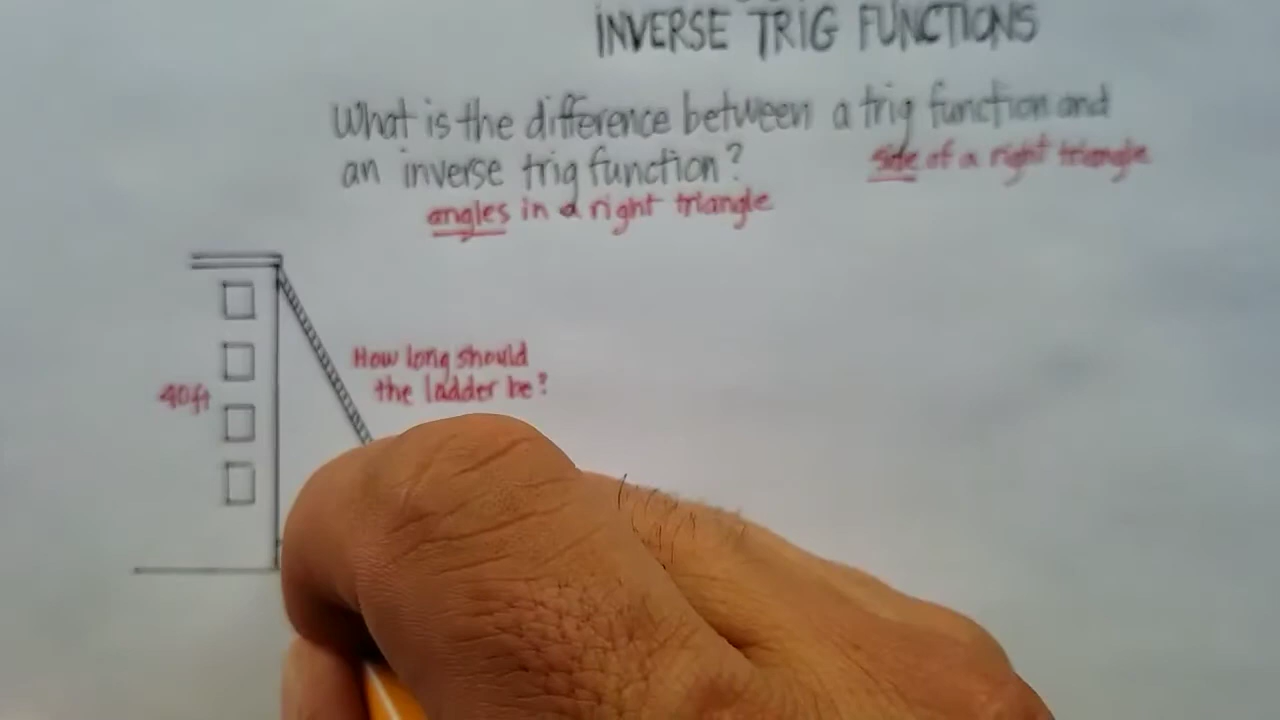 INVERSE TRIG FUNCTIONS
What is the difference between a trig function and
side of a right triangle
an inverse trig function?
angles in a right triangle
How long should
the ladder be?
40ft